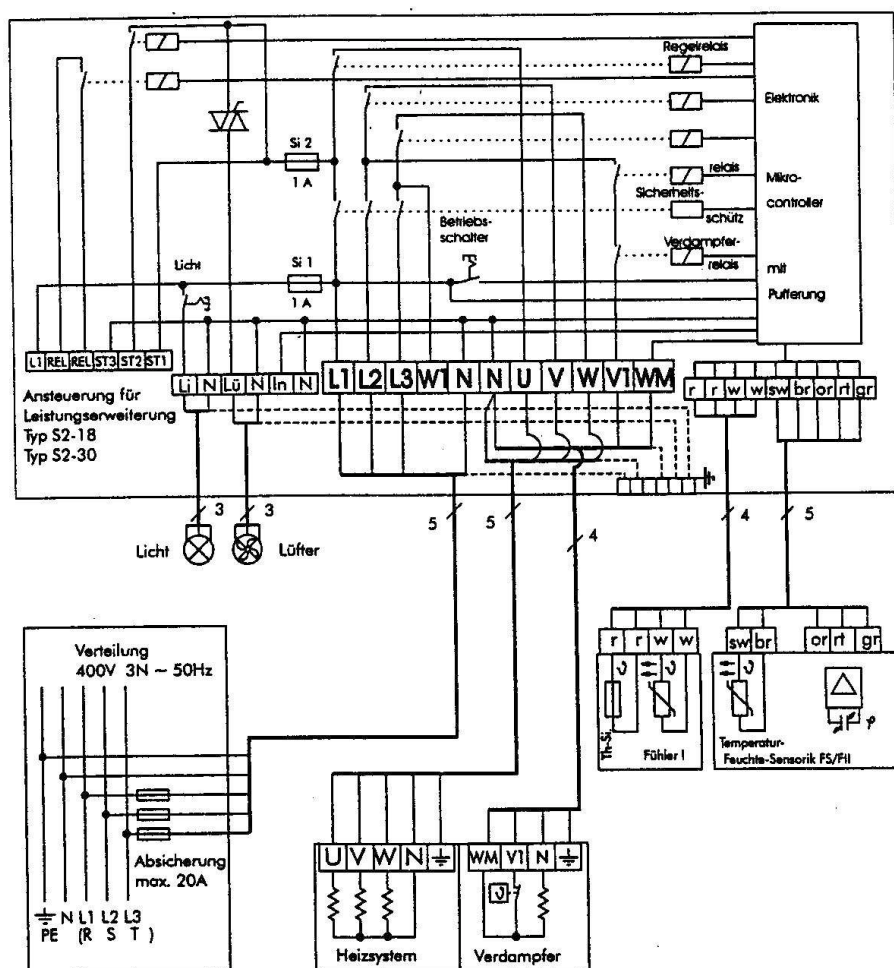 Regelrelais
Elektronik
Si 2
1 A
relais
Mikro-
controller
Sicherheits-
schütz
Betriebs-
schalter
Verdampfer-
relais
mit
Pufferung
Licht
Si 1
1 A
L1 REL REL ST3 ST2 ST1
Li N Lü N In N
L1 L2 L3 W1 N N U V W V1 WM
r r w w sw br or rt gr
Ansteuerung für
Leistungserweiterung
Typ S2-18
Typ S2-30
3 3 5 5 4 4 5
Licht
Lüfter
Verteilung
400V 3N ~ 50Hz
r r w w
sw br or rt gr
ϑ ϑ ϑ
φ
Th-Si.
Fühler I
Temperatur-
Feuchte-Sensorik FS/FII
Absicherung
max. 20A
N L1 L2 L3
PE (R S T )
U V W N
WM V1 N
ϑ
Heizsystem
Verdampfer